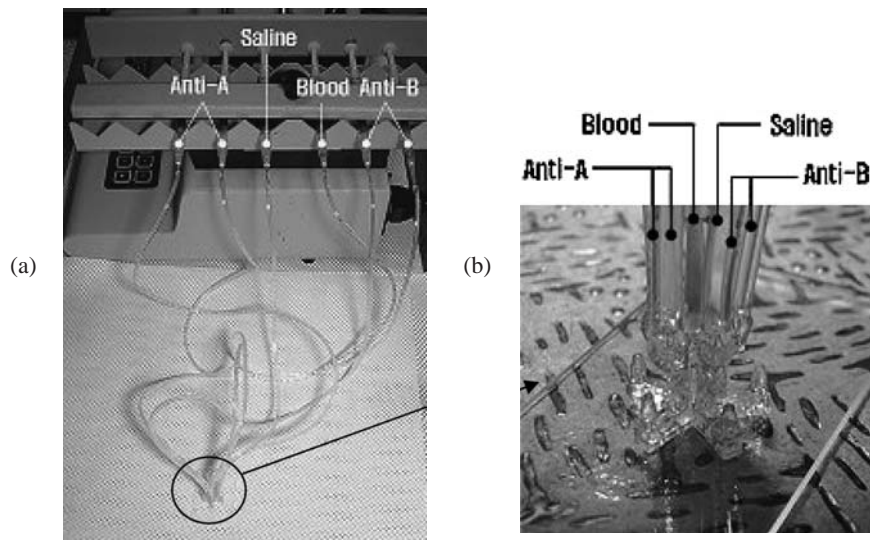 (a)
Saline
Anti-A
Blood Anti-B
(b)
Blood
Saline
Anti-A
Anti-B